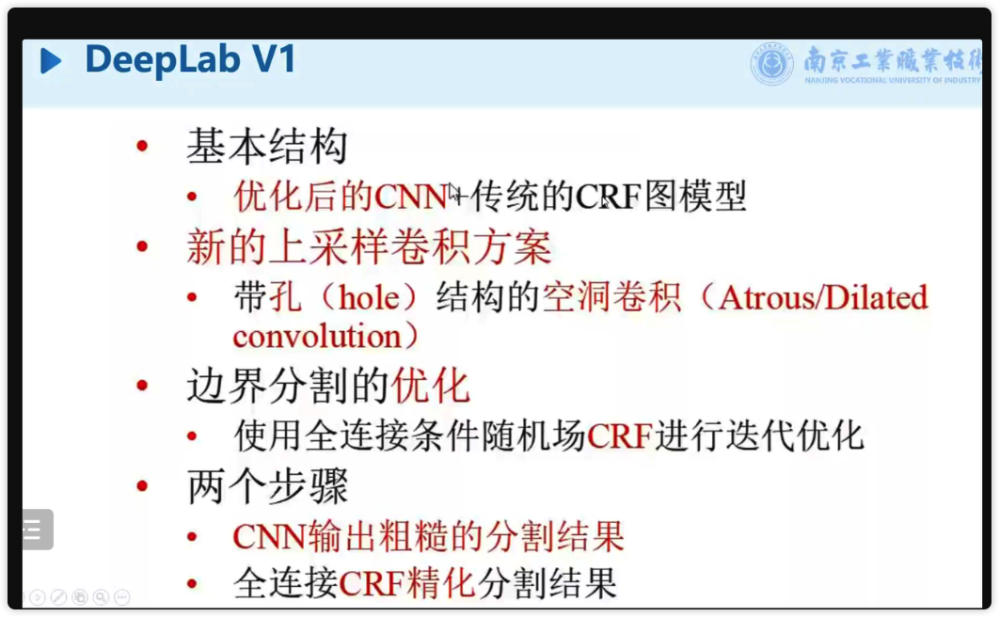 DeepLab V1
南京工業職業技術
NANJING VOCATIONAL UNIVERSITY OF INDUSTRY
• 基本结构
• 优化后的CNN+传统的CRF图模型
• 新的上采样卷积方案
• 带孔（hole）结构的空洞卷积（Atrous/Dilated
convolution）
• 边界分割的优化
• 使用全连接条件随机场CRF进行迭代优化
• 两个步骤
• CNN输出粗糙的分割结果
• 全连接CRF精化分割结果